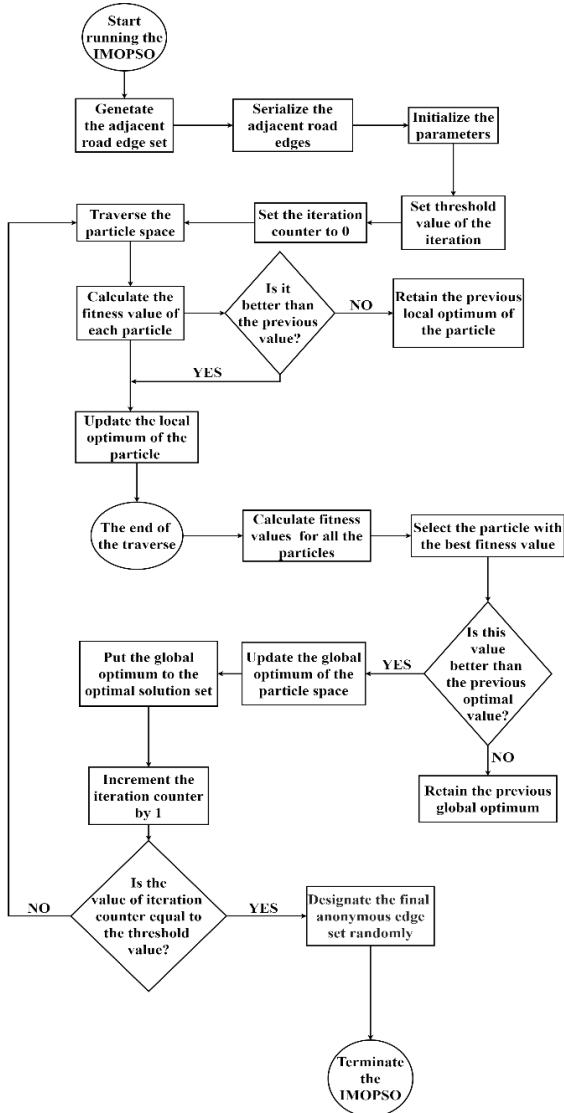 Start
running the
IMOPSO
Genetate
the adjacent
road edge set
Serialize the
adjacent road
edges
Initialize the
parameters
Set threshold
value of the
iteration
Set the iteration
counter to 0
Traverse the
particle space
Calculate the
fitness value of
each particle
Is it
better than
the previous
value?
NO
Retain the previous
local optimum of
the particle
YES
Update the local
optimum of the
particle
The end
of the
traverse
Calculate fitness
values for all the
particles
Select the particle with
the best fitness value
Is this
value
better than
the previous
optimal
value?
YES
Update the global
optimum of the
particle space
Put the global
optimum to the
optimal solution set
NO
Retain the previous
global optimum
Increment the
iteration counter
by 1
Is the
value of iteration
counter equal to
the threshold
value?
NO
YES
Designate the final
anonymous edge
set randomly
Terminate
the
IMOPSO